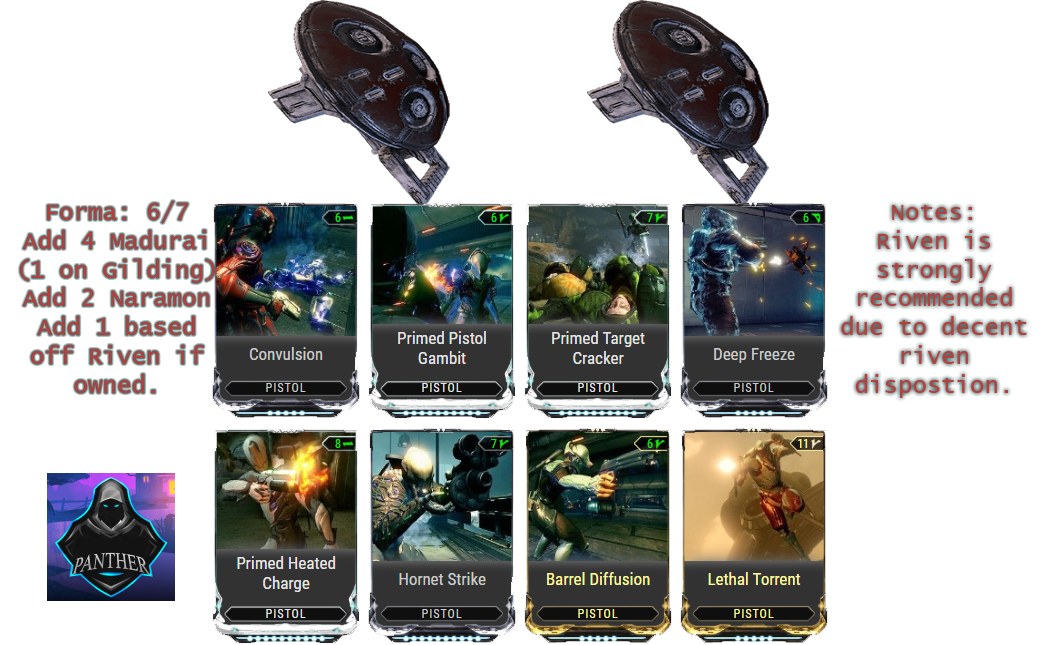 Forma: 6/7
Add 4 Madurai
(1 on Gilding)
Add 2 Naramon
Add 1 based
off Riven if
owned.
Notes:
Riven is
strongly
recommended
due to decent
riven
dispostion.
6
Convulsion
PISTOL
6
Primed Pistol
Gambit
PISTOL
7
Primed Target
Cracker
PISTOL
6
Deep Freeze
PISTOL
8
Primed Heated
Charge
PISTOL
7
Hornet Strike
PISTOL
6
Barrel Diffusion
PISTOL
11
Lethal Torrent
PISTOL
PANTHER